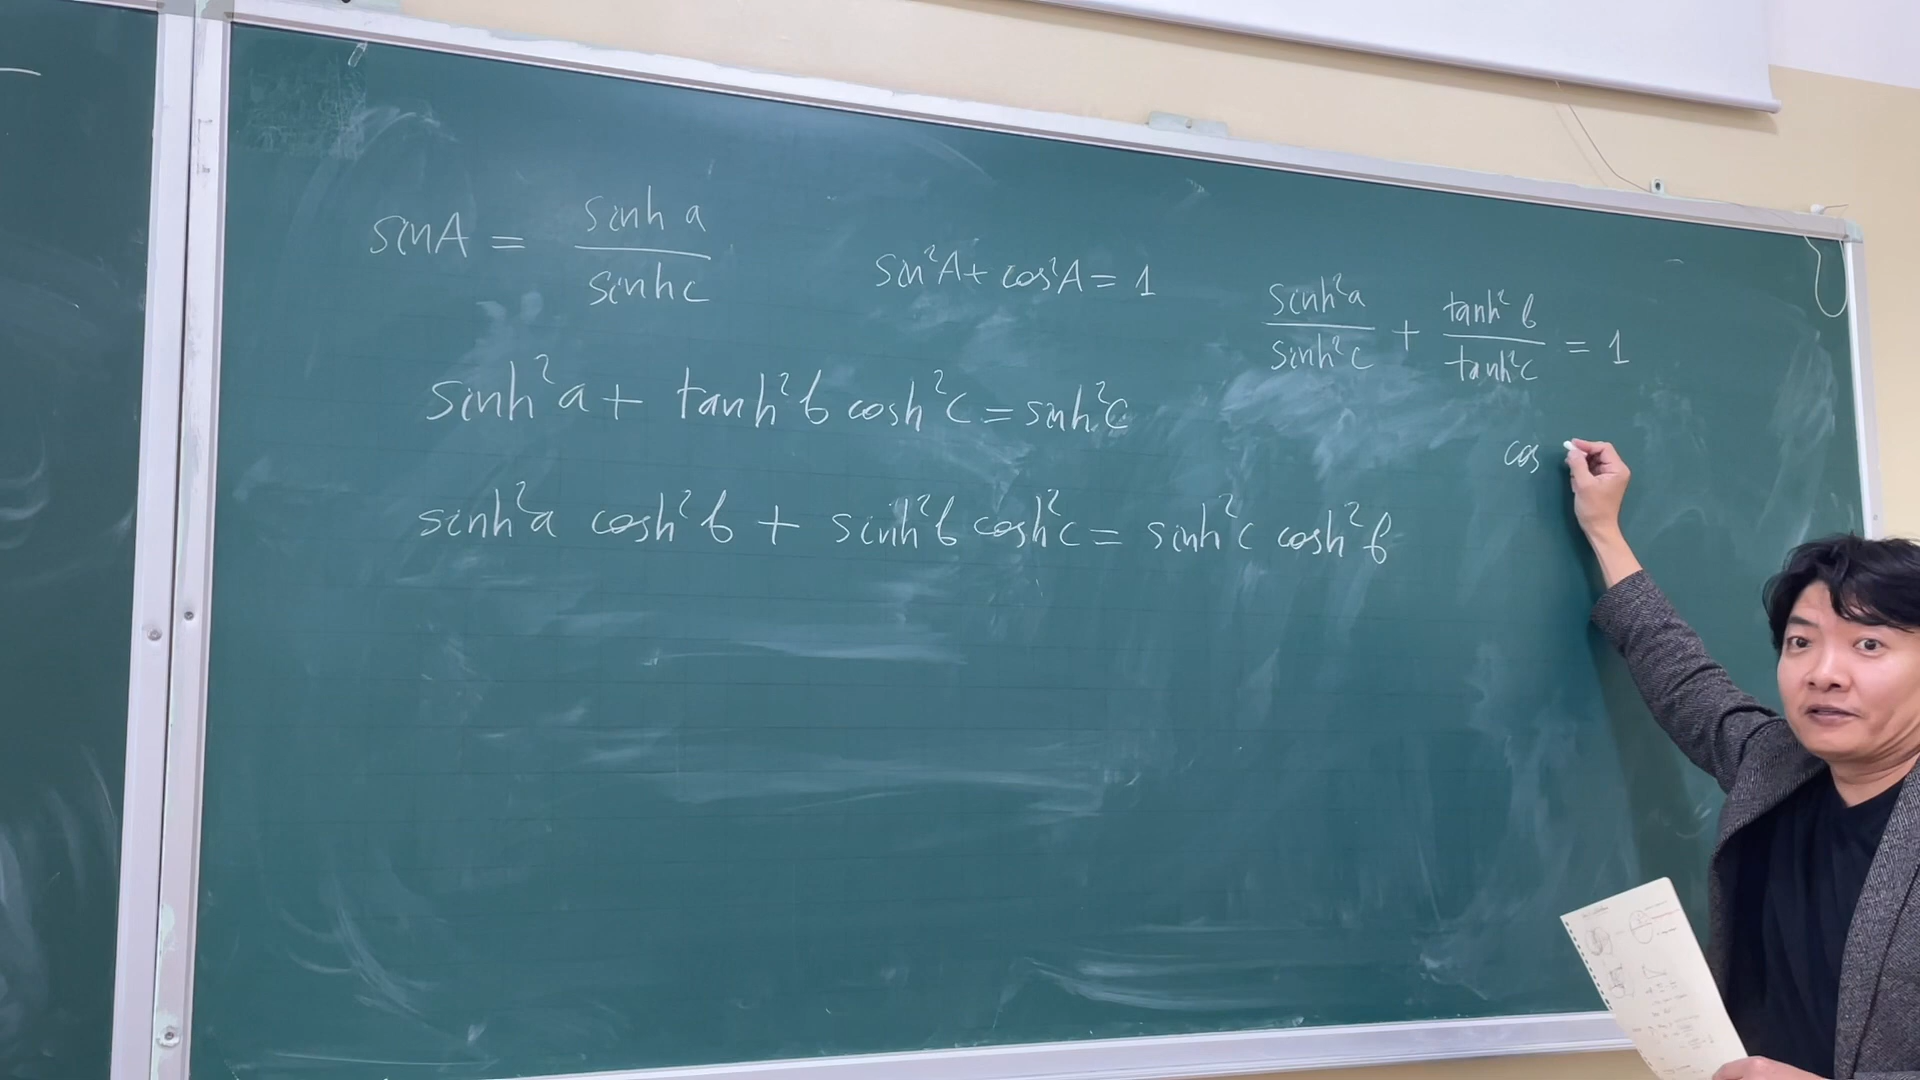 sinA = sinh a / sinh c
sin²A + cos²A = 1
sinh²a / sinh²c + tanh²b / tanh²c = 1
sinh²a + tanh²b cosh²c = sinh²c
cos
sinh²a cosh²b + sinh²b cosh²c = sinh²c cosh²b